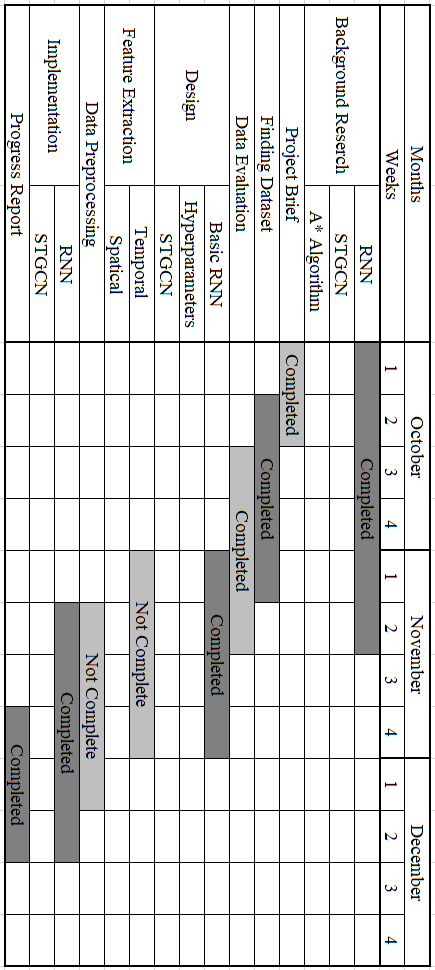 Months October November December
Weeks 1 2 3 4 1 2 3 4 1 2 3 4
Background Reserch RNN Completed
STGCN
A* Algorithm
Project Brief Completed
Finding Dataset Completed
Data Evaluation Completed
Design Basic RNN Completed
Hyperparameters
STGCN
Feature Extraction Temporal Not Complete
Spatical
Data Preprocessing Not Complete
Implementation RNN Completed
STGCN
Progress Report Completed